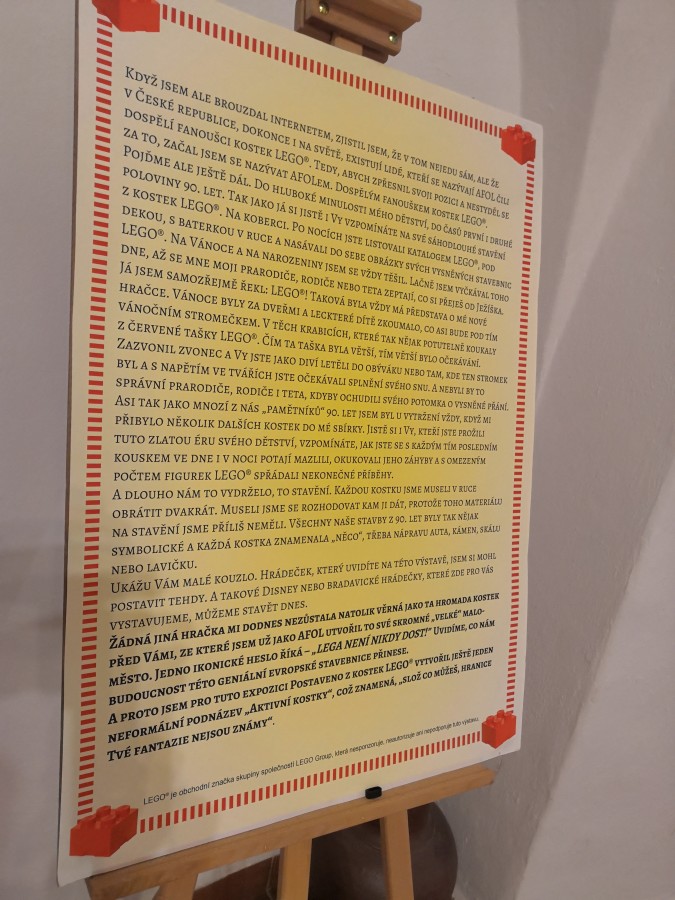 Když jsem ale brouzdal internetem, zjistil jsem, že v tom nejedu sám, ale že
v České republice, dokonce i na světě, existují lidé, kteří se nazývají AFOL čili
dospělí fanoušci kostek LEGO®. Tedy, abych zpřesnil svoji pozici a nestyděl se
za to, začal jsem se nazývat AFOLem. Dospělým fanouškem kostek LEGO®.
Pojďme ale ještě dál. Do hluboké minulosti mého dětství, do časů první i druhé
poloviny 90. let. Tak jako já si jistě i Vy vzpomínáte na své sáhodlouhé stavění
z kostek LEGO®. Na koberci. Po nocích jste listovali katalogem LEGO®, pod
dekou, s baterkou v ruce a nasávali do sebe obrázky svých vysněných stavebnic
LEGO®. Na Vánoce a na narozeniny jsem se vždy těšil. Lačně jsem vyčkával toho
dne, až se mne moji prarodiče, rodiče nebo teta zeptají, co si přeješ od Ježíška.
Já jsem samozřejmě řekl: LEGO®! Taková byla vždy má představa o mé nové
hračce. Vánoce byly za dveřmi a leckteré dítě zkoumalo, co asi bude pod tím
vánočním stromečkem. V těch krabicích, které tak nějak potutelně koukaly
z červené tašky LEGO®. Čím ta taška byla větší, tím větší bylo očekávání.
Zazvonil zvonec a Vy jste jako diví letěli do obýváku nebo tam, kde ten stromek
byl a s napětím ve tvářích jste očekávali splnění svého snu. A nebyli by to
správní prarodiče, rodiče i teta, kdyby ochudili svého potomka o vysněné přání.
Asi tak jako mnozí z nás „pamětníků“ 90. let jsem byl u vytržení vždy, když mi
přibylo několik dalších kostek do mé sbírky. Jistě si i Vy, kteří jste prožili
tuto zlatou éru svého dětství, vzpomínáte, jak jste se s každým tím posledním
kouskem ve dne i v noci potají mazlili, okukovali jeho záhyby a s omezeným
počtem figurek LEGO® spřádali nekonečné příběhy.
A dlouho nám to vydrželo, to stavění. Každou kostku jsme museli v ruce
obrátit dvakrát. Museli jsme se rozhodovat kam ji dát, protože toho materiálu
na stavění jsme příliš neměli. Všechny naše stavby z 90. let byly tak nějak
symbolické a každá kostka znamenala „něco“, třeba nápravu auta, kámen, skálu
nebo lavičku.
Ukážu Vám malé kouzlo. Hrádeček, který uvidíte na této výstavě, jsem si mohl
postavit tehdy. A takové Disney nebo bradavické hrádečky, které zde pro vás
vystavujeme, můžeme stavět dnes.
Žádná jiná hračka mi dodnes nezůstala natolik věrná jako ta hromada kostek
před Vámi, ze které jsem už jako AFOL utvořil to své skromné „velké“ malo-
město. Jedno ikonické heslo říká – „LEGA není nikdy dost!“ Uvidíme, co nám
budoucnost této geniální evropské stavebnice přinese.
A proto jsem pro tuto expozici Postaveno z kostek LEGO® vytvořil ještě jeden
neformální podnázev „Aktivní kostky“, což znamená, „slož co můžeš, hranice
Tvé fantazie nejsou známy“.
LEGO® je obchodní značka skupiny společností LEGO Group, která nesponzoruje, neautorizuje ani nepodporuje tuto výstavu.